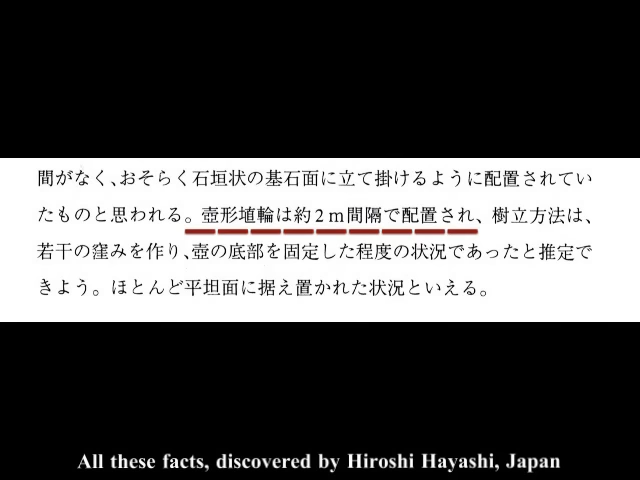 間がなく、おそらく石垣状の基石面に立て掛けるように配置されてい
たものと思われる。壺形埴輪は約2m間隔で配置され、樹立方法は、
若干の窪みを作り、壺の底部を固定した程度の状況であったと推定で
きよう。ほとんど平坦面に据え置かれた状況といえる。
All these facts, discovered by Hiroshi Hayashi, Japan